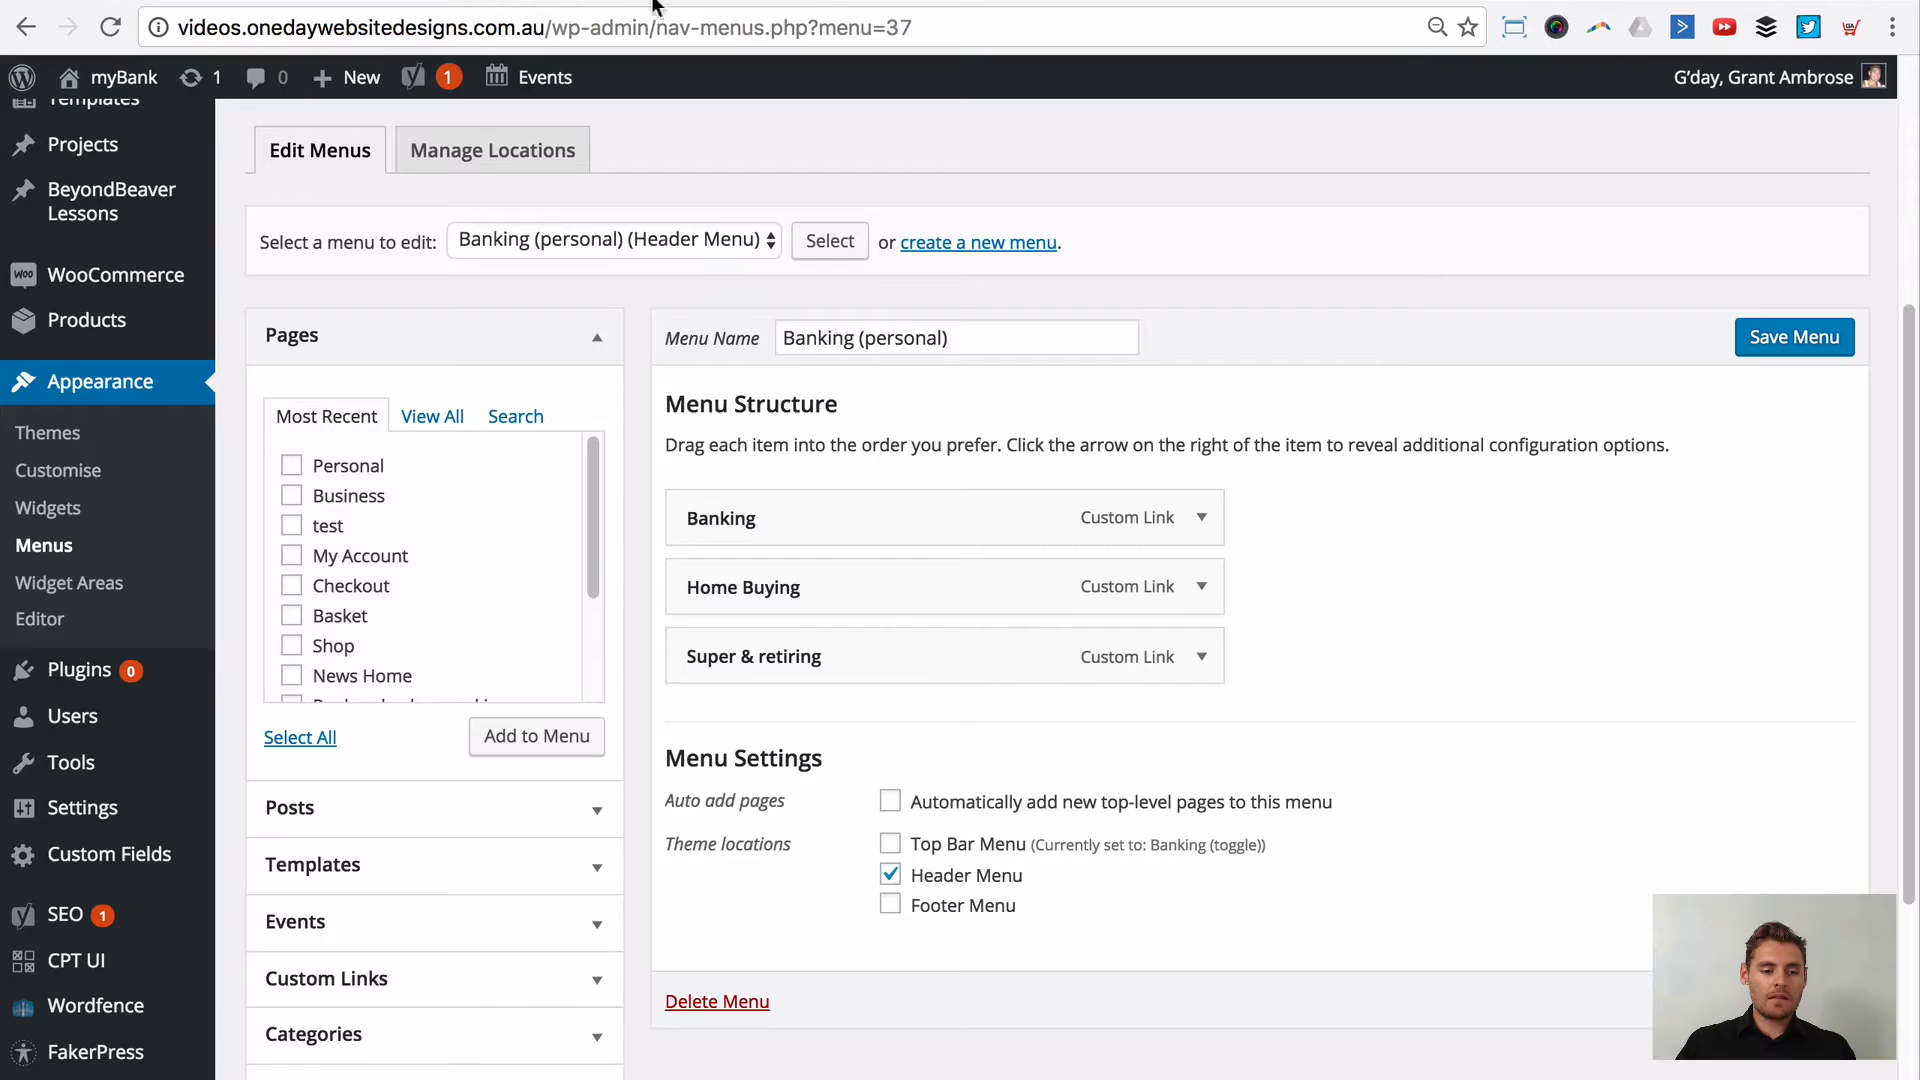 videos.onedaywebsitedesigns.com.au/wp-admin/nav-menus.php?menu=37
myBank
1
0
New
1
Events
G'day, Grant Ambrose
Templates
Projects
BeyondBeaver
Lessons
WooCommerce
Products
Appearance
Themes
Customise
Widgets
Menus
Widget Areas
Editor
Plugins 0
Users
Tools
Settings
Custom Fields
SEO 1
CPT UI
Wordfence
FakerPress
Edit Menus
Manage Locations
Select a menu to edit:
Banking (personal) (Header Menu)
Select
or create a new menu.
Pages
Most Recent
View All
Search
Personal
Business
test
My Account
Checkout
Basket
Shop
News Home
Select All
Add to Menu
Posts
Templates
Events
Custom Links
Categories
Menu Name
Banking (personal)
Save Menu
Menu Structure
Drag each item into the order you prefer. Click the arrow on the right of the item to reveal additional configuration options.
Banking
Custom Link
Home Buying
Custom Link
Super & retiring
Custom Link
Menu Settings
Auto add pages
Automatically add new top-level pages to this menu
Theme locations
Top Bar Menu (Currently set to: Banking (toggle))
Header Menu
Footer Menu
Delete Menu